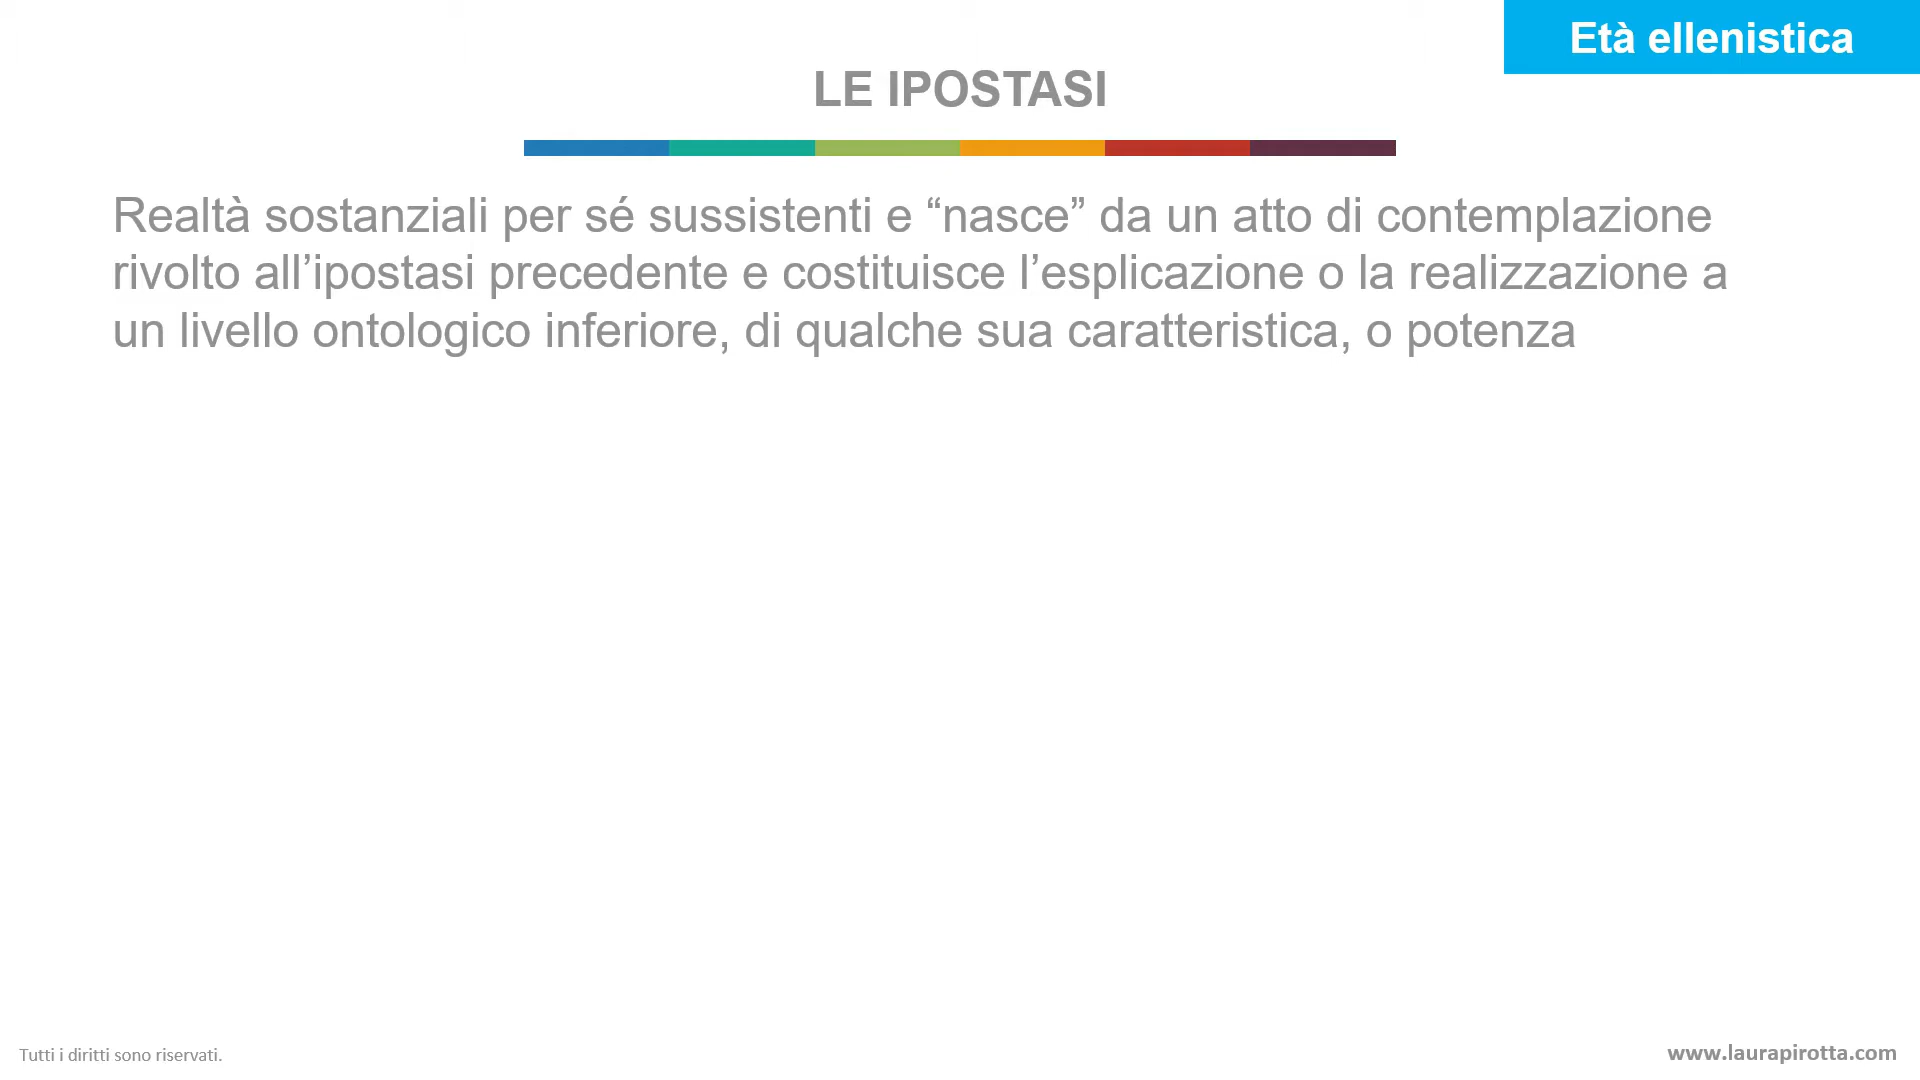 Età ellenistica
LE IPOSTASI
Realtà sostanziali per sé sussistenti e “nasce” da un atto di contemplazione
rivolto all’ipostasi precedente e costituisce l’esplicazione o la realizzazione a
un livello ontologico inferiore, di qualche sua caratteristica, o potenza
Tutti i diritti sono riservati.
www.laurapirotta.com